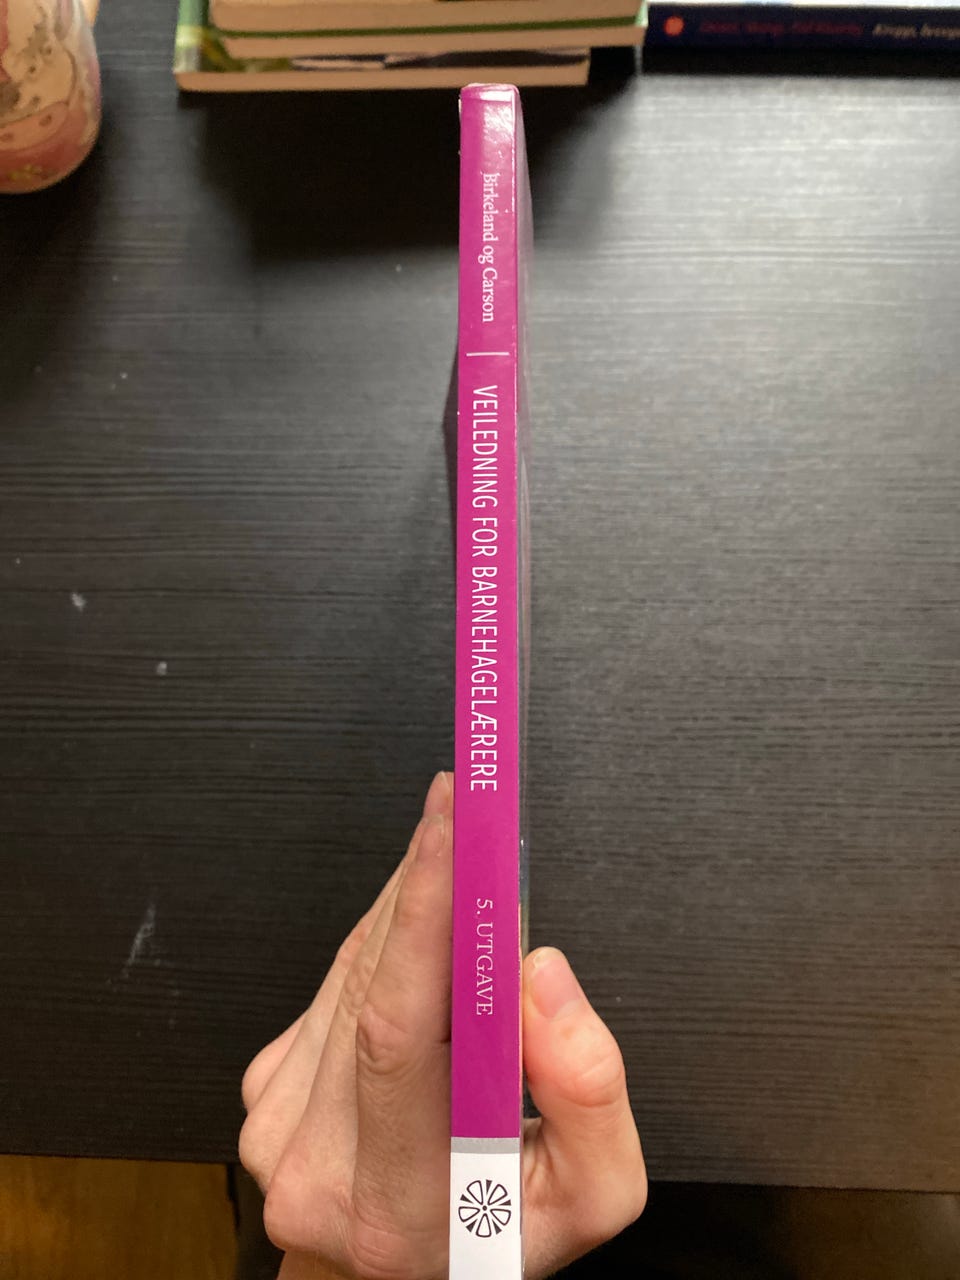 Birkeland og Carson
VEILEDNING FOR BARNEHAGELÆRERE
5. UTGAVE